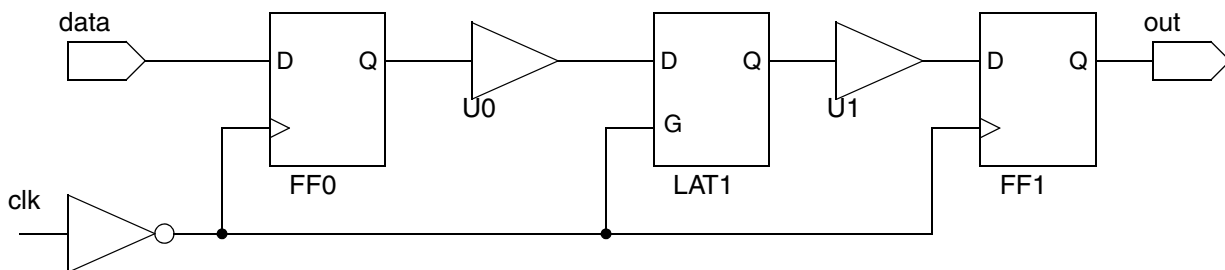 data
out
D Q
D Q
D Q
U0
U1
G
FF0
LAT1
FF1
clk